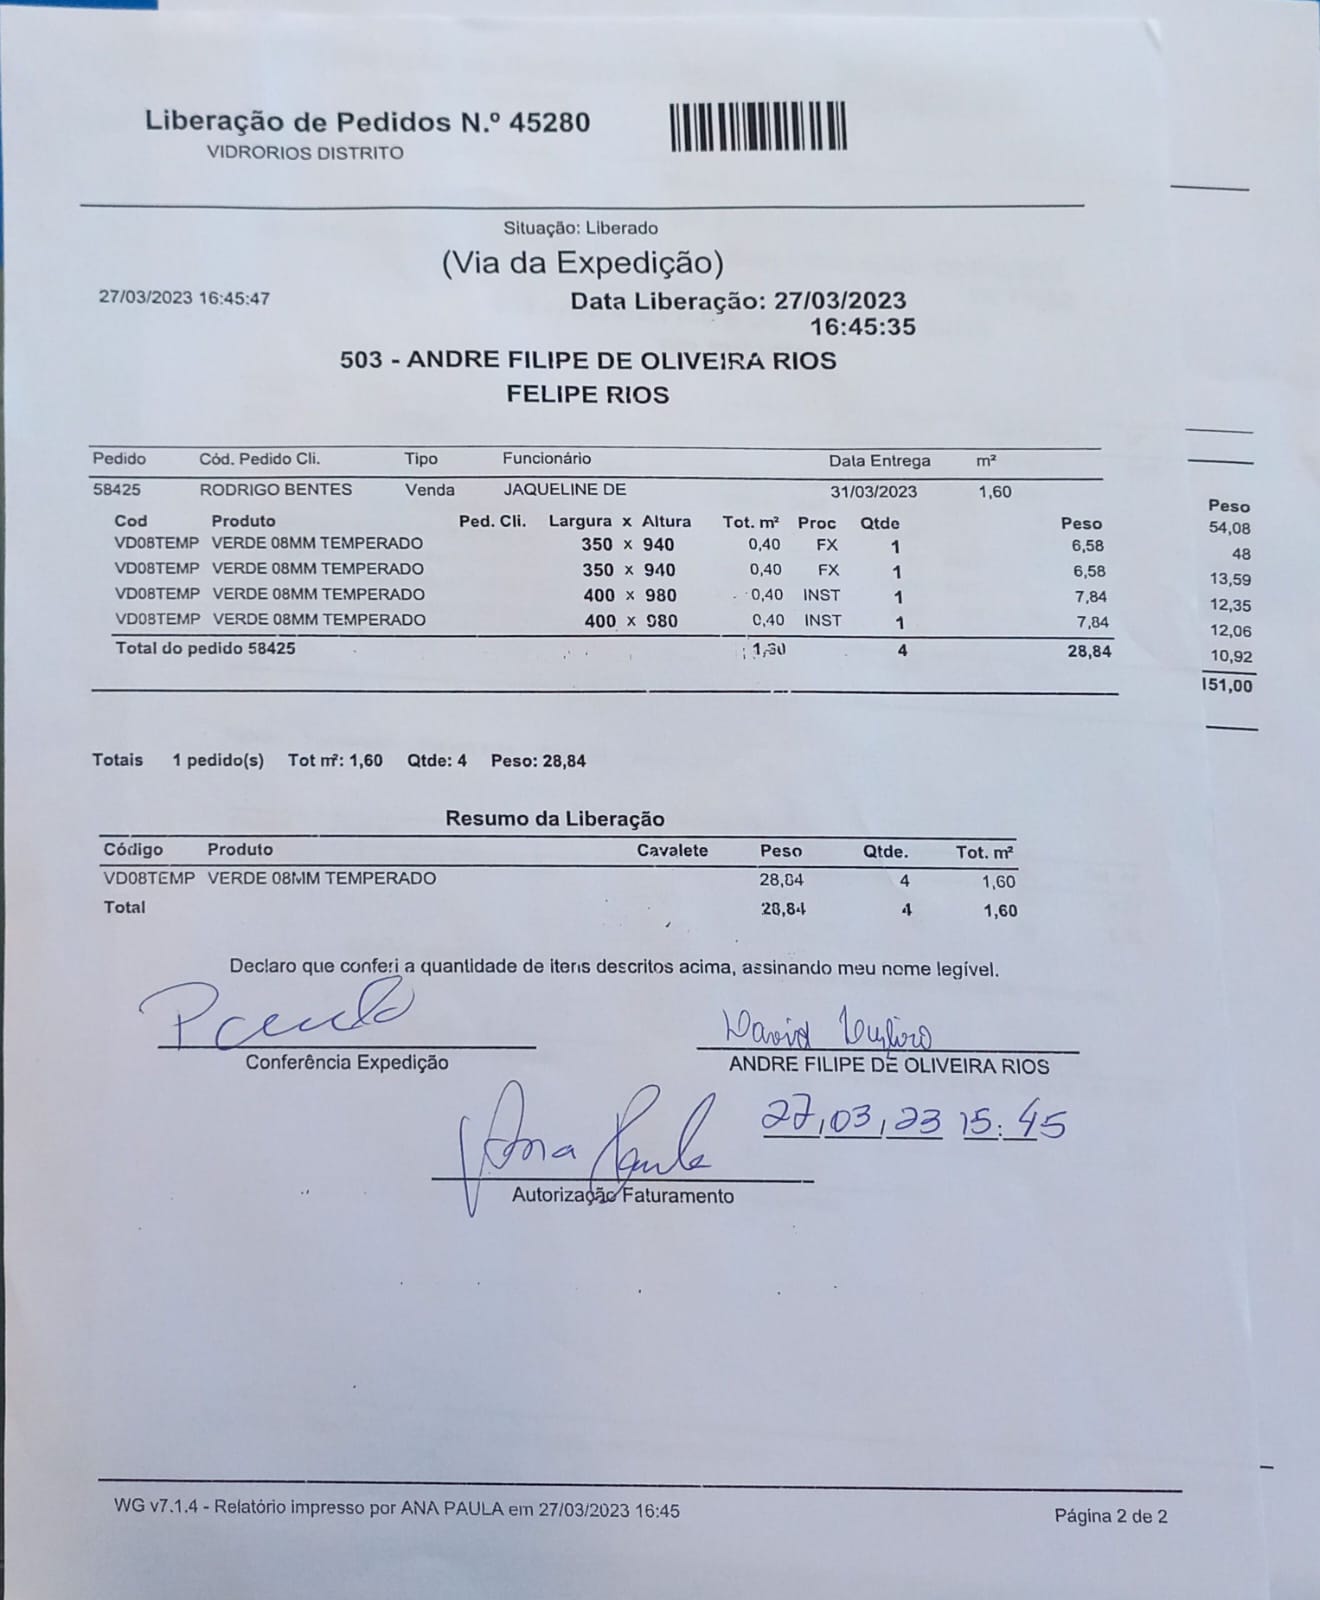 Liberação de Pedidos N.º 45280
VIDRORIOS DISTRITO
Situação: Liberado
(Via da Expedição)
27/03/2023 16:45:47
Data Liberação: 27/03/2023
16:45:35
503 - ANDRE FILIPE DE OLIVEIRA RIOS
FELIPE RIOS
Pedido Cód. Pedido Cli. Tipo Funcionário Data Entrega m²
58425 RODRIGO BENTES Venda JAQUELINE DE 31/03/2023 1,60
Cod Produto Ped. Cli. Largura x Altura Tot. m² Proc Qtde Peso
VD08TEMP VERDE 08MM TEMPERADO 350 x 940 0,40 FX 1 6,58
VD08TEMP VERDE 08MM TEMPERADO 350 x 940 0,40 FX 1 6,58
VD08TEMP VERDE 08MM TEMPERADO 400 x 980 0,40 INST 1 7,84
VD08TEMP VERDE 08MM TEMPERADO 400 x 980 0,40 INST 1 7,84
Total do pedido 58425 1,60 4 28,84
Peso
54,08
48
13,59
12,35
12,06
10,92
151,00
Totais 1 pedido(s) Tot m²: 1,60 Qtde: 4 Peso: 28,84
Resumo da Liberação
Código Produto Cavalete Peso Qtde. Tot. m²
VD08TEMP VERDE 08MM TEMPERADO 28,84 4 1,60
Total 28,84 4 1,60
Declaro que conferi a quantidade de itens descritos acima, assinando meu nome legível.
David
Conferência Expedição
ANDRE FILIPE DE OLIVEIRA RIOS
27,03,23 15:45
Ana Paula
Autorização Faturamento
WG v7.1.4 - Relatório impresso por ANA PAULA em 27/03/2023 16:45
Página 2 de 2